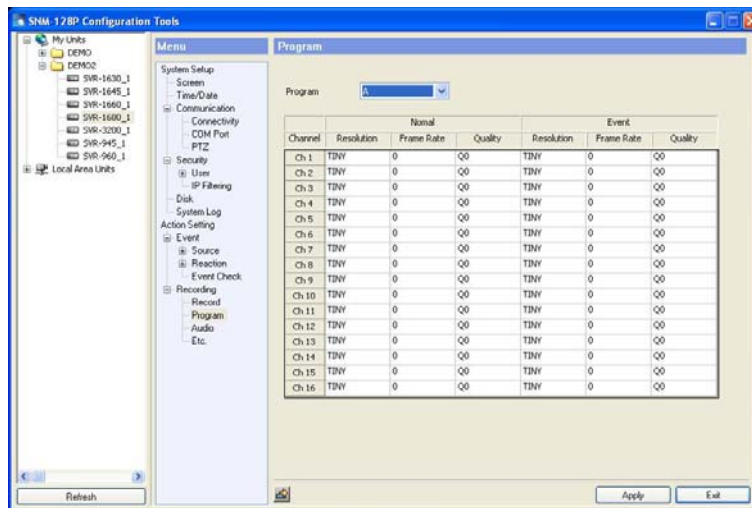 SNM-128P Configuration Tools
My Units
DEMO
DEMO2
SVR-1630_1
SVR-1645_1
SVR-1660_1
SVR-1600_1
SVR-3200_1
SVR-945_1
SVR-960_1
Local Area Units
Refresh
Menu
System Setup
Screen
Time/Date
Communication
Connectivity
COM Port
PTZ
Security
User
IP Filtering
Disk
System Log
Action Setting
Event
Source
Reaction
Event Check
Recording
Record
Program
Audio
Etc.
Program
Program A
Nomal Event
Channel Resolution Frame Rate Quality Resolution Frame Rate Quality
Ch 1 TINY 0 Q0 TINY 0 Q0
Ch 2 TINY 0 Q0 TINY 0 Q0
Ch 3 TINY 0 Q0 TINY 0 Q0
Ch 4 TINY 0 Q0 TINY 0 Q0
Ch 5 TINY 0 Q0 TINY 0 Q0
Ch 6 TINY 0 Q0 TINY 0 Q0
Ch 7 TINY 0 Q0 TINY 0 Q0
Ch 8 TINY 0 Q0 TINY 0 Q0
Ch 9 TINY 0 Q0 TINY 0 Q0
Ch 10 TINY 0 Q0 TINY 0 Q0
Ch 11 TINY 0 Q0 TINY 0 Q0
Ch 12 TINY 0 Q0 TINY 0 Q0
Ch 13 TINY 0 Q0 TINY 0 Q0
Ch 14 TINY 0 Q0 TINY 0 Q0
Ch 15 TINY 0 Q0 TINY 0 Q0
Ch 16 TINY 0 Q0 TINY 0 Q0
Apply Exit